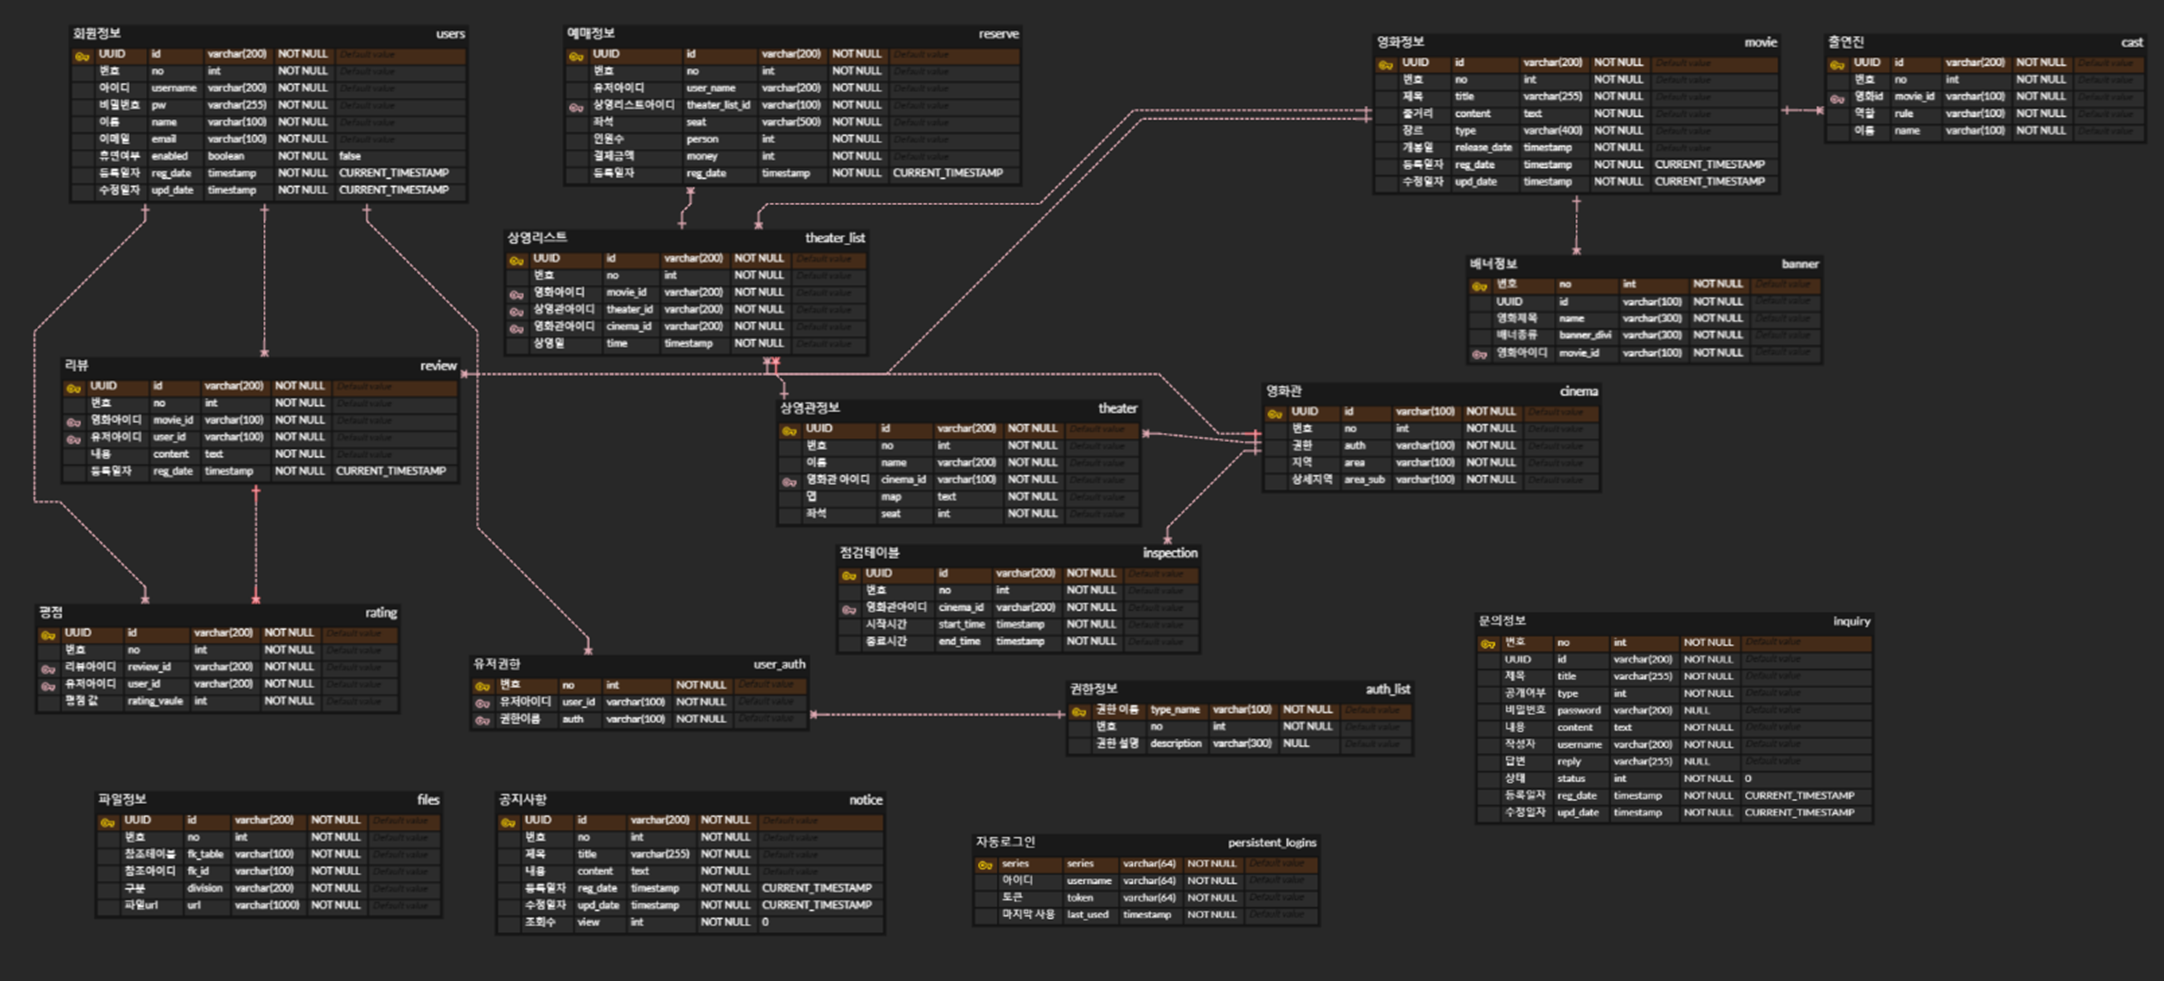 회원정보 users
UUID id varchar(200) NOT NULL Default value
번호 no int NOT NULL Default value
아이디 username varchar(200) NOT NULL Default value
비밀번호 pw varchar(255) NOT NULL Default value
이름 name varchar(100) NOT NULL Default value
이메일 email varchar(100) NOT NULL Default value
휴면여부 enabled boolean NOT NULL false
등록일자 reg_date timestamp NOT NULL CURRENT_TIMESTAMP
수정일자 upd_date timestamp NOT NULL CURRENT_TIMESTAMP
예매정보 reserve
UUID id varchar(200) NOT NULL Default value
번호 no int NOT NULL Default value
유저아이디 user_name varchar(200) NOT NULL Default value
상영리스트아이디 theater_list_id varchar(100) NOT NULL Default value
좌석 seat varchar(500) NOT NULL Default value
인원수 person int NOT NULL Default value
결제금액 money int NOT NULL Default value
등록일자 reg_date timestamp NOT NULL CURRENT_TIMESTAMP
영화정보 movie
UUID id varchar(200) NOT NULL Default value
번호 no int NOT NULL Default value
제목 title varchar(255) NOT NULL Default value
줄거리 content text NOT NULL Default value
장르 type varchar(400) NOT NULL Default value
개봉일 release_date timestamp NOT NULL Default value
등록일자 reg_date timestamp NOT NULL CURRENT_TIMESTAMP
수정일자 upd_date timestamp NOT NULL CURRENT_TIMESTAMP
출연진 cast
UUID id varchar(200) NOT NULL Default value
번호 no int NOT NULL Default value
영화id movie_id varchar(100) NOT NULL Default value
역할 rule varchar(100) NOT NULL Default value
이름 name varchar(100) NOT NULL Default value
상영리스트 theater_list
UUID id varchar(200) NOT NULL Default value
번호 no int NOT NULL Default value
영화아이디 movie_id varchar(200) NOT NULL Default value
상영관아이디 theater_id varchar(200) NOT NULL Default value
영화관아이디 cinema_id varchar(200) NOT NULL Default value
상영일 time timestamp NOT NULL Default value
배너정보 banner
번호 no int NOT NULL Default value
UUID id varchar(100) NOT NULL Default value
영화제목 name varchar(300) NOT NULL Default value
배너종류 banner_divi varchar(200) NOT NULL Default value
영화아이디 movie_id varchar(100) NOT NULL Default value
리뷰 review
UUID id varchar(200) NOT NULL Default value
번호 no int NOT NULL Default value
영화아이디 movie_id varchar(100) NOT NULL Default value
유저아이디 user_id varchar(100) NOT NULL Default value
내용 content text NOT NULL Default value
등록일자 reg_date timestamp NOT NULL CURRENT_TIMESTAMP
상영관정보 theater
UUID id varchar(200) NOT NULL Default value
번호 no int NOT NULL Default value
이름 name varchar(200) NOT NULL Default value
영화관 아이디 cinema_id varchar(100) NOT NULL Default value
맵 map text NOT NULL Default value
좌석 seat int NOT NULL Default value
영화관 cinema
UUID id varchar(100) NOT NULL Default value
번호 no int NOT NULL Default value
권한 auth varchar(100) NOT NULL Default value
지역 area varchar(100) NOT NULL Default value
상세지역 area_sub varchar(100) NOT NULL Default value
점검테이블 inspection
UUID id varchar(200) NOT NULL Default value
번호 no int NOT NULL Default value
영화관아이디 cinema_id varchar(200) NOT NULL Default value
시작시간 start_time timestamp NOT NULL Default value
종료시간 end_time timestamp NOT NULL Default value
평점 rating
UUID id varchar(200) NOT NULL Default value
번호 no int NOT NULL Default value
리뷰아이디 review_id varchar(200) NOT NULL Default value
유저아이디 user_id varchar(200) NOT NULL Default value
평점 값 rating_vaule int NOT NULL Default value
유저권한 user_auth
번호 no int NOT NULL Default value
유저아이디 user_id varchar(100) NOT NULL Default value
권한이름 auth varchar(100) NOT NULL Default value
권한정보 auth_list
권한 이름 type_name varchar(100) NOT NULL Default value
번호 no int NOT NULL Default value
권한 설명 description varchar(300) NULL Default value
문의정보 inquiry
번호 no int NOT NULL Default value
UUID id varchar(200) NOT NULL Default value
제목 title varchar(255) NOT NULL Default value
공개여부 type int NOT NULL Default value
비밀번호 password varchar(200) NULL Default value
내용 content text NOT NULL Default value
작성자 username varchar(200) NOT NULL Default value
답변 reply varchar(255) NULL Default value
상태 status int NOT NULL 0
등록일자 reg_date timestamp NOT NULL CURRENT_TIMESTAMP
수정일자 upd_date timestamp NOT NULL CURRENT_TIMESTAMP
파일정보 files
UUID id varchar(200) NOT NULL Default value
번호 no int NOT NULL Default value
참조테이블 fk_table varchar(100) NOT NULL Default value
참조아이디 fk_id varchar(100) NOT NULL Default value
구분 division varchar(200) NOT NULL Default value
파일url url varchar(1000) NOT NULL Default value
공지사항 notice
UUID id varchar(200) NOT NULL Default value
번호 no int NOT NULL Default value
제목 title varchar(255) NOT NULL Default value
내용 content text NOT NULL Default value
등록일자 reg_date timestamp NOT NULL CURRENT_TIMESTAMP
수정일자 upd_date timestamp NOT NULL CURRENT_TIMESTAMP
조회수 view int NOT NULL 0
자동로그인 persistent_logins
series series varchar(64) NOT NULL Default value
아이디 username varchar(64) NOT NULL Default value
토큰 token varchar(64) NOT NULL Default value
마지막 사용 last_used timestamp NOT NULL Default value